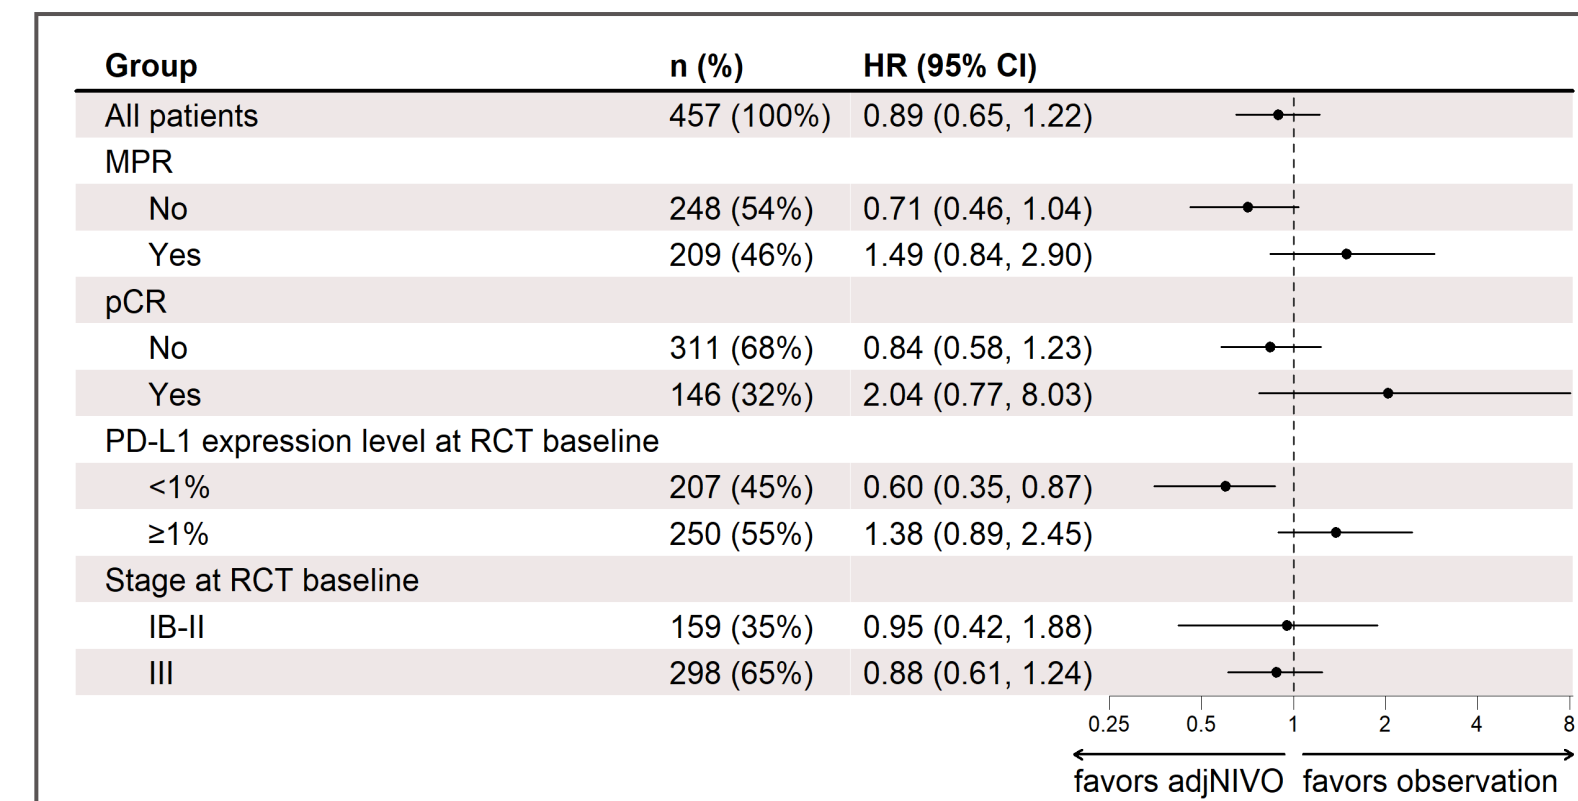 Group n (%) HR (95% CI)
All patients 457 (100%) 0.89 (0.65, 1.22)
MPR
No 248 (54%) 0.71 (0.46, 1.04)
Yes 209 (46%) 1.49 (0.84, 2.90)
pCR
No 311 (68%) 0.84 (0.58, 1.23)
Yes 146 (32%) 2.04 (0.77, 8.03)
PD-L1 expression level at RCT baseline
<1% 207 (45%) 0.60 (0.35, 0.87)
≥1% 250 (55%) 1.38 (0.89, 2.45)
Stage at RCT baseline
IB-II 159 (35%) 0.95 (0.42, 1.88)
III 298 (65%) 0.88 (0.61, 1.24)
0.25 0.5 1 2 4 8
favors adjNIVO favors observation